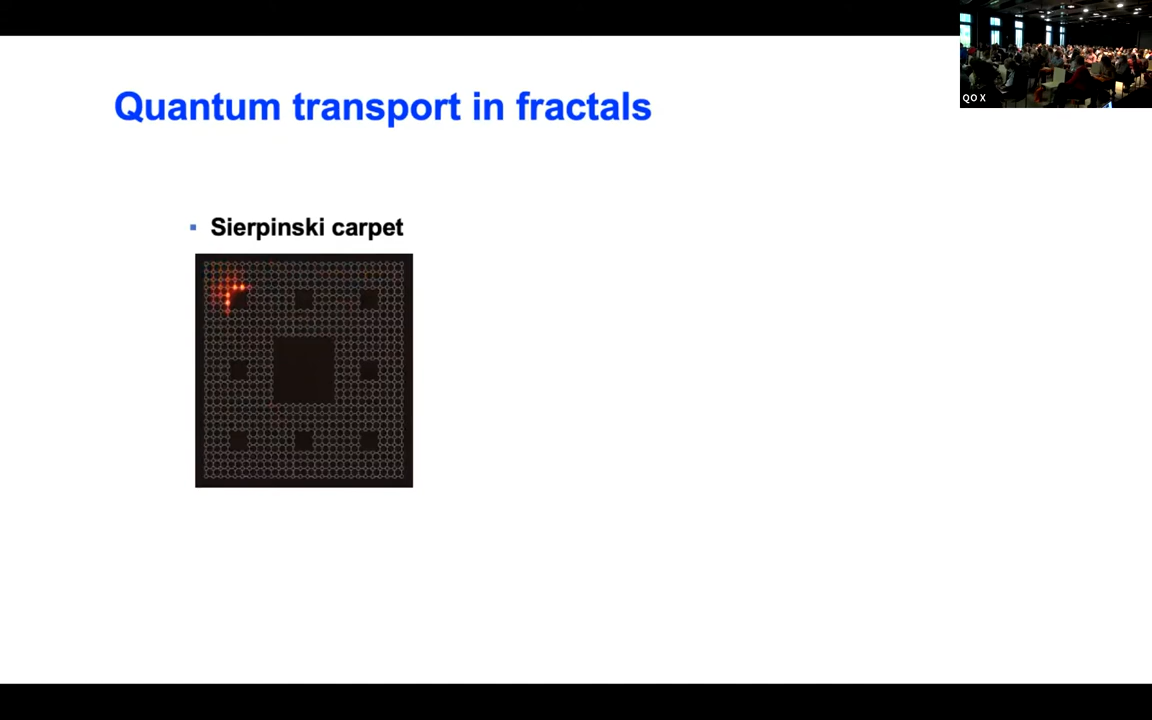 QO X
Quantum transport in fractals
▪ Sierpinski carpet